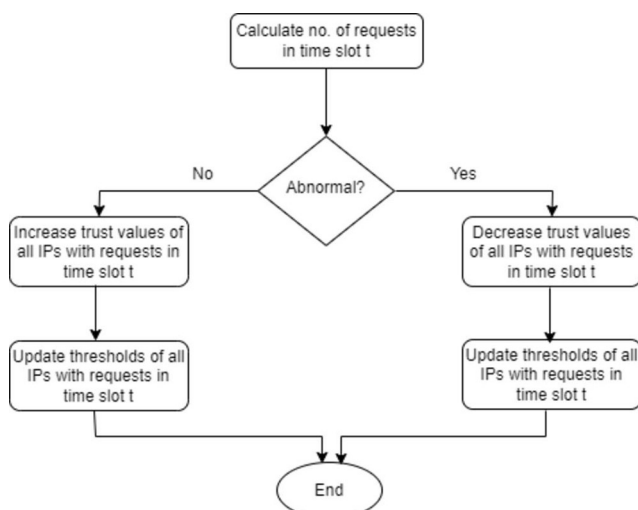 Calculate no. of requests
in time slot t
Abnormal?
No
Yes
Increase trust values of
all IPs with requests in
time slot t
Decrease trust values
of all IPs with requests
in time slot t
Update thresholds of all
IPs with requests in
time slot t
Update thresholds of all
IPs with requests in
time slot t
End